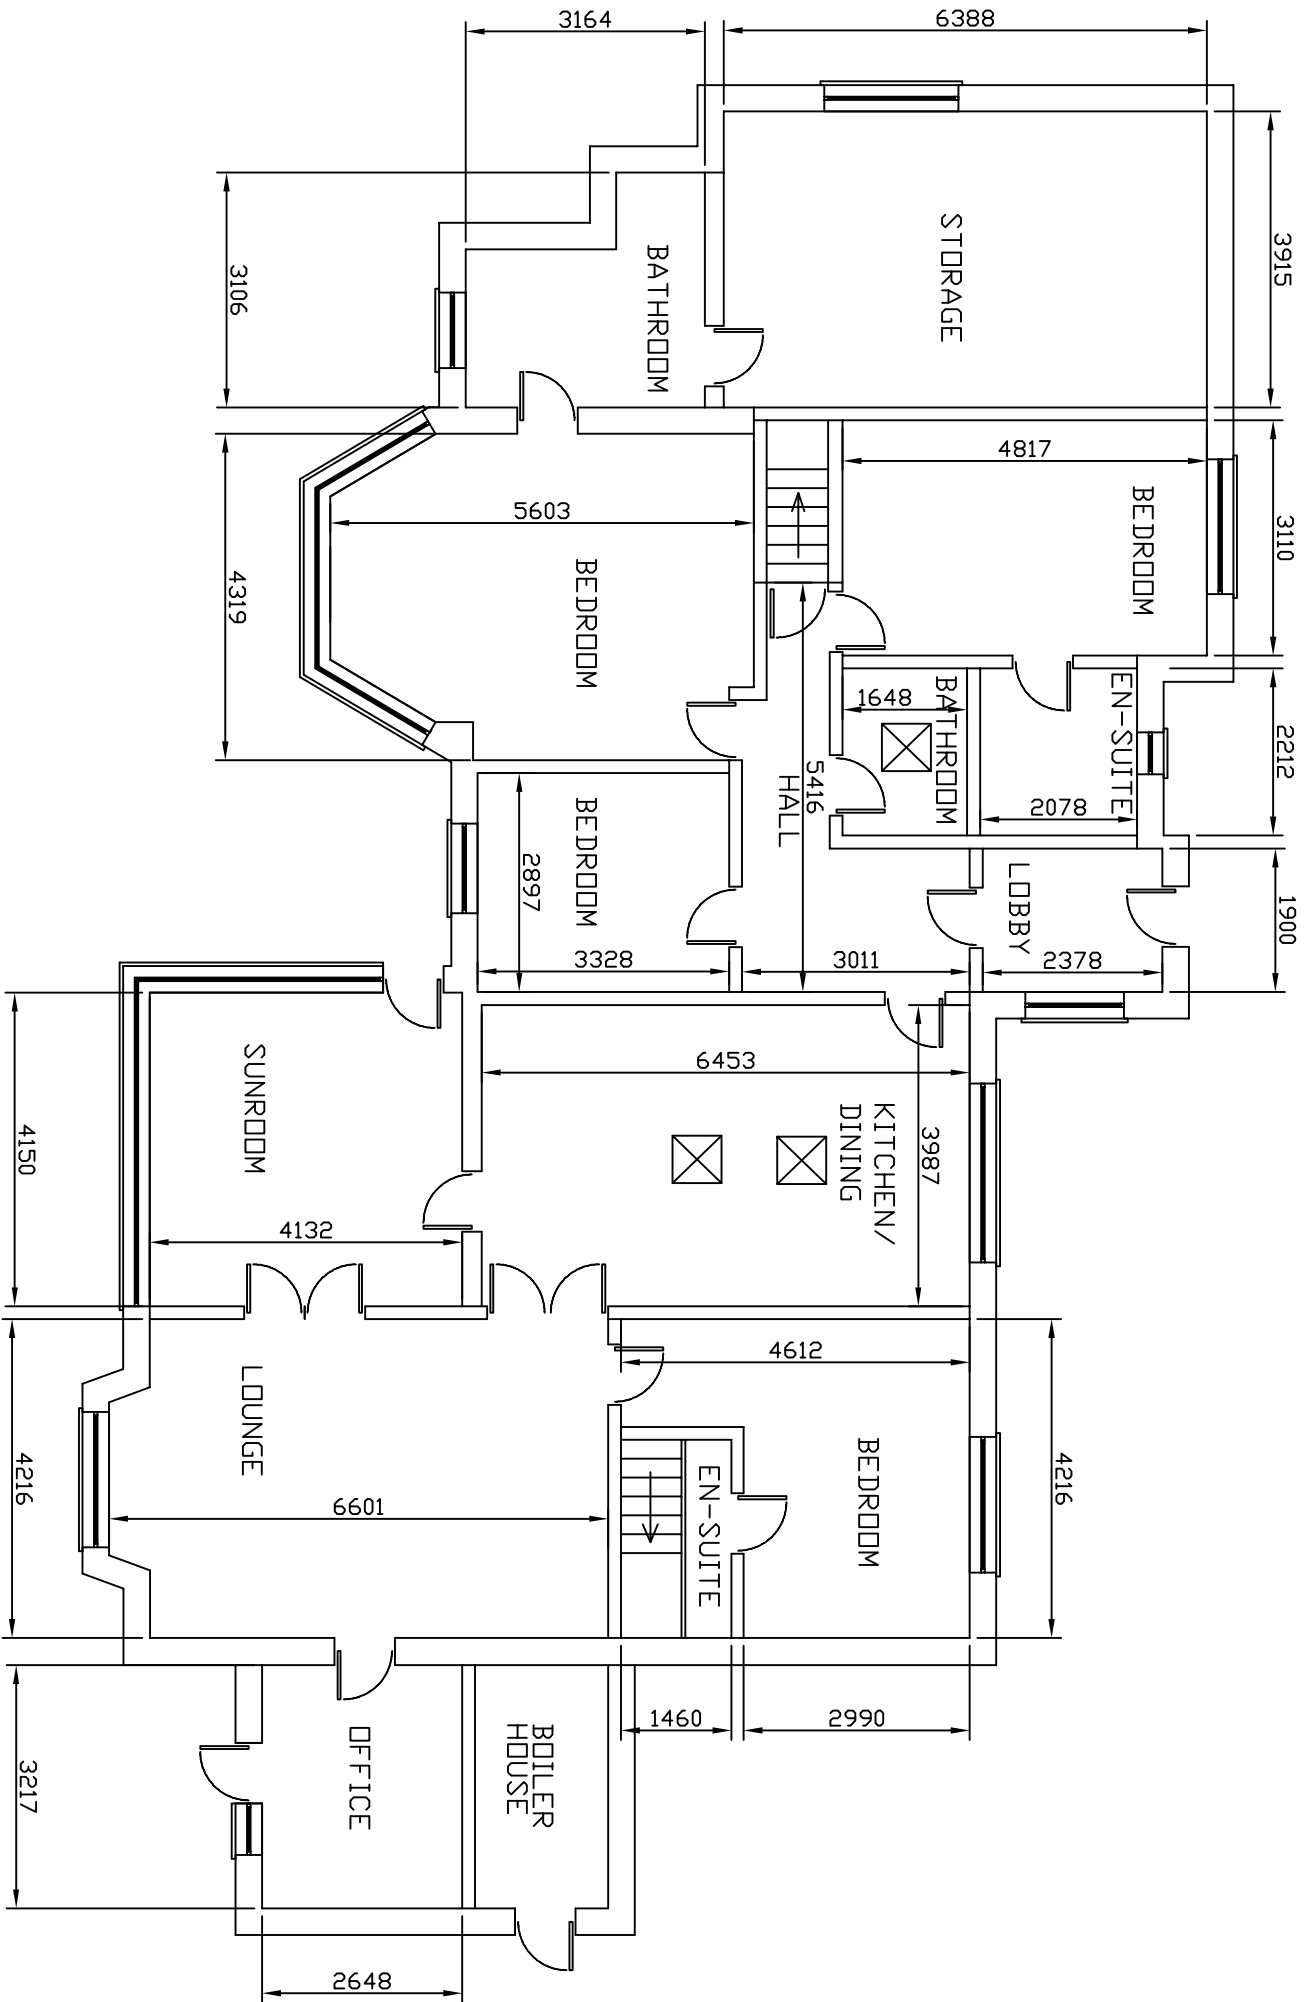 3164
6388
3915
STORAGE
3106
BATHROOM
4817
3110
BEDROOM
5603
4319
BEDROOM
1648
BATHROOM
EN-SUITE
2212
2078
5416
HALL
BEDROOM
2897
LOBBY
1900
3328
3011
2378
6453
SUNROOM
4150
KITCHEN/
DINING
3987
4132
4612
LOUNGE
4216
BEDROOM
4216
6601
EN-SUITE
1460
2990
OFFICE
BOILER
HOUSE
3217
2648